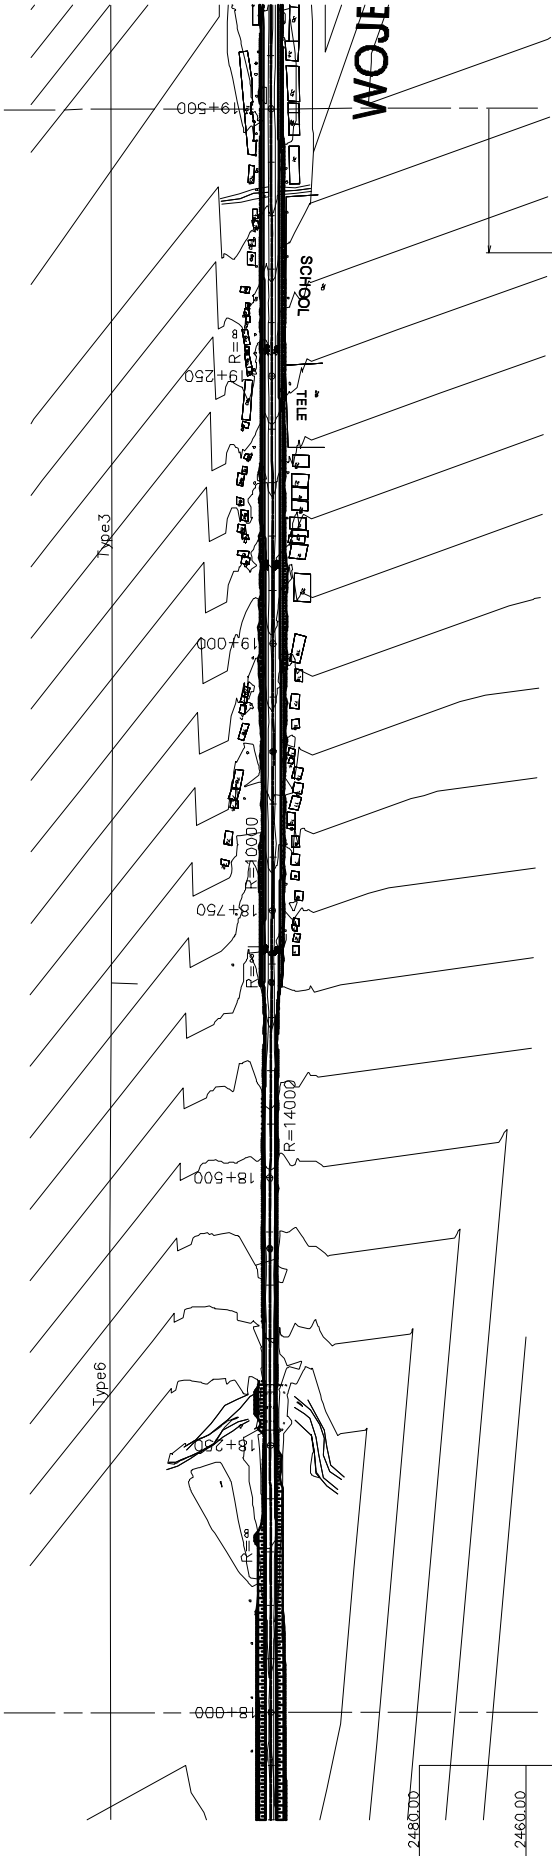 WOJE
19+500
SCHOOL
R=∞
19+250
TELE
Type3
19+000
R=10000
18+750
R=∞
R=14000
18+500
Type6
18+250
R=∞
18+000
2480.00
2460.00